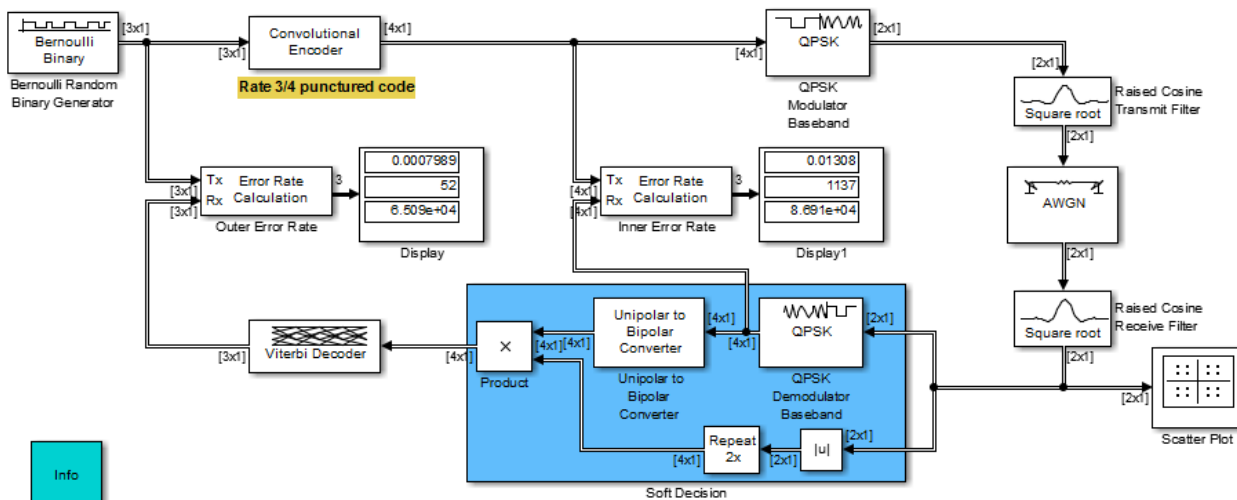 [3x1]
Bernoulli
Binary
Bernoulli Random
Binary Generator
[3x1]
Convolutional
Encoder
[4x1]
Rate 3/4 punctured code
[4x1]
QPSK
[2x1]
QPSK
Modulator
Baseband
[2x1]
Square root
Raised Cosine
Transmit Filter
[2x1]
AWGN
[2x1]
Square root
Raised Cosine
Receive Filter
[2x1]
[3x1]
[3x1]
Tx
Rx
Error Rate
Calculation
3
Outer Error Rate
0.0007989
52
6.509e+04
Display
[4x1]
[4x1]
Tx
Rx
Error Rate
Calculation
3
Inner Error Rate
0.01308
1137
8.691e+04
Display1
[3x1]
Viterbi Decoder
[4x1]
×
Product
[4x1]
[4x1]
Unipolar to
Bipolar
Converter
Unipolar to
Bipolar
Converter
[4x1]
[4x1]
QPSK
[2x1]
QPSK
Demodulator
Baseband
[4x1]
Repeat
2x
[2x1]
|u|
[2x1]
Soft Decision
[2x1]
Scatter Plot
Info